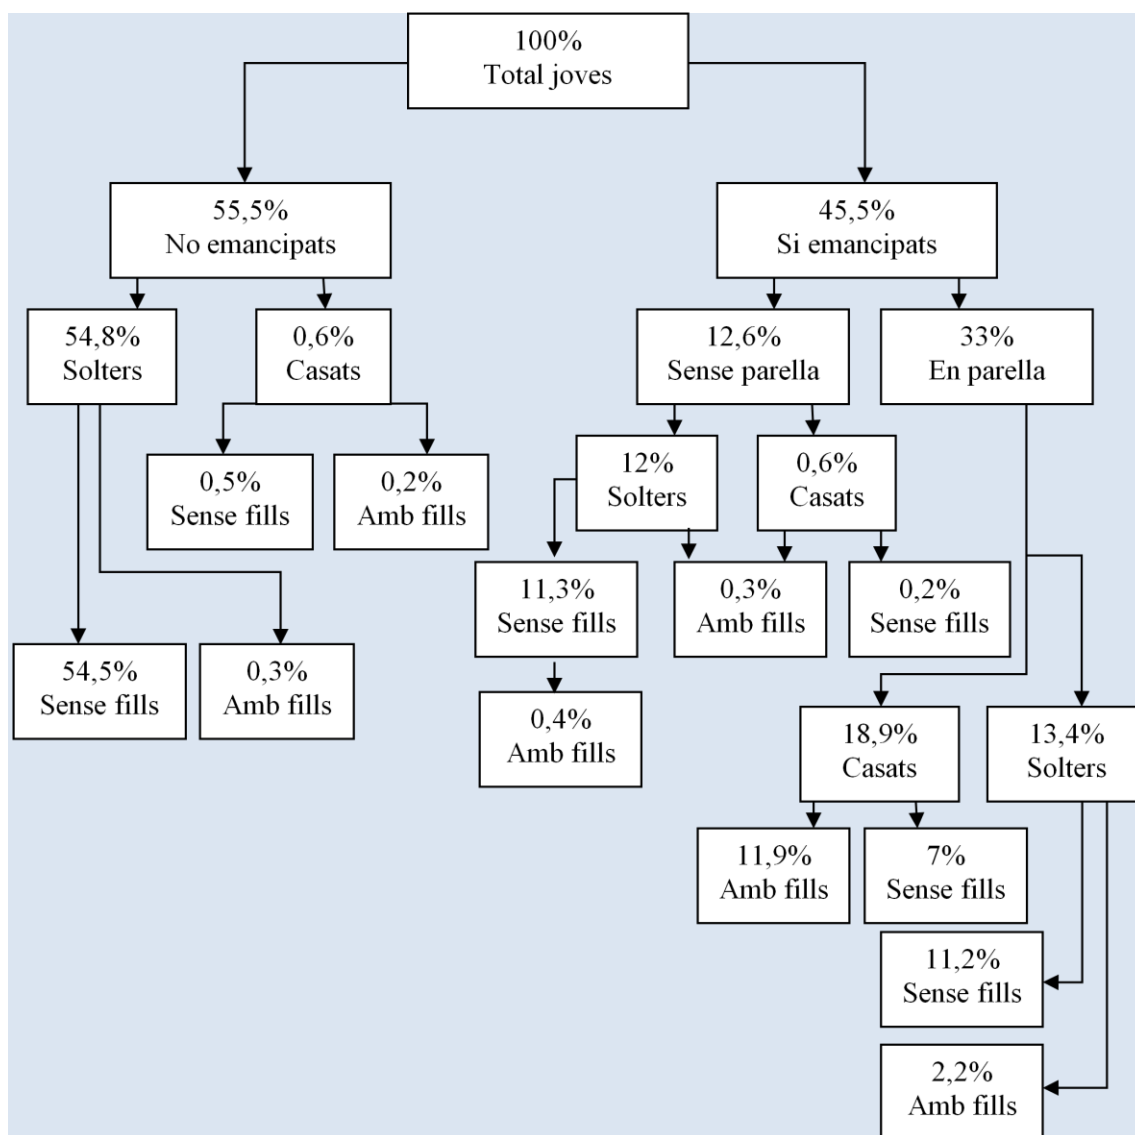 100%
Total joves
55,5%
No emancipats
45,5%
Si emancipats
54,8%
Solters
0,6%
Casats
12,6%
Sense parella
33%
En parella
0,5%
Sense fills
0,2%
Amb fills
12%
Solters
0,6%
Casats
11,3%
Sense fills
0,3%
Amb fills
0,2%
Sense fills
54,5%
Sense fills
0,3%
Amb fills
0,4%
Amb fills
18,9%
Casats
13,4%
Solters
11,9%
Amb fills
7%
Sense fills
11,2%
Sense fills
2,2%
Amb fills